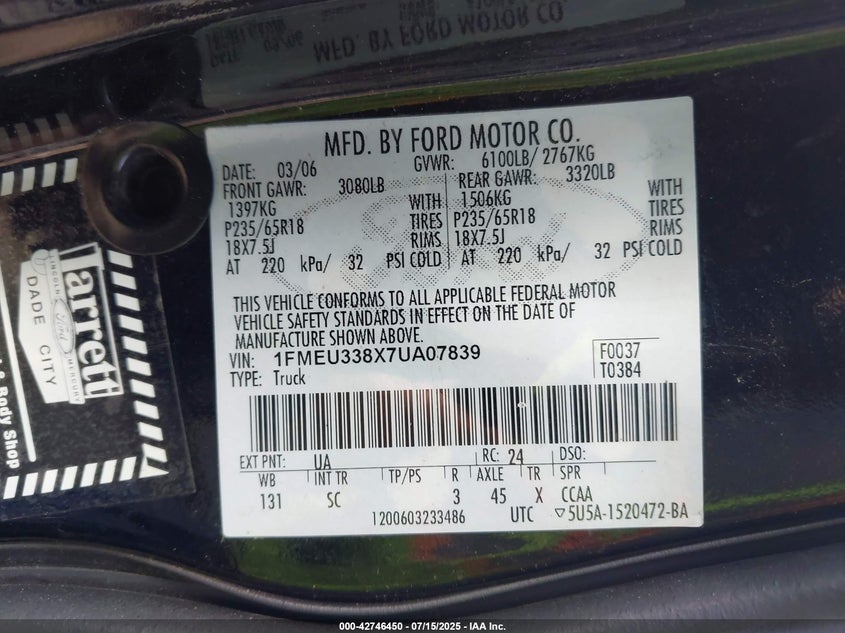 MFD. BY FORD MOTOR CO.
DATE: 03/06 GVWR: 6100LB/ 2767KG
FRONT GAWR: 3080LB REAR GAWR: 3320LB
1397KG WITH 1506KG WITH
P235/65R18 TIRES P235/65R18 TIRES
18X7.5J RIMS 18X7.5J RIMS
AT 220 kPa/ 32 PSI COLD AT 220 kPa/ 32 PSI COLD
THIS VEHICLE CONFORMS TO ALL APPLICABLE FEDERAL MOTOR
VEHICLE SAFETY STANDARDS IN EFFECT ON THE DATE OF
MANUFACTURE SHOWN ABOVE.
VIN: 1FMEU338X7UA07839 F0037
TYPE: Truck T0384
EXT PNT: UA RC: 24 DSO:
WB INT TR TP/PS R AXLE TR SPR
131 SC 3 45 X CCAA
1200603233486 UTC ▽5U5A-1520472-BA
Jarrett
LINCOLN Ford MERCURY
DADE CITY
Body Shop
000-42746450 - 07/15/2025 - IAA Inc.